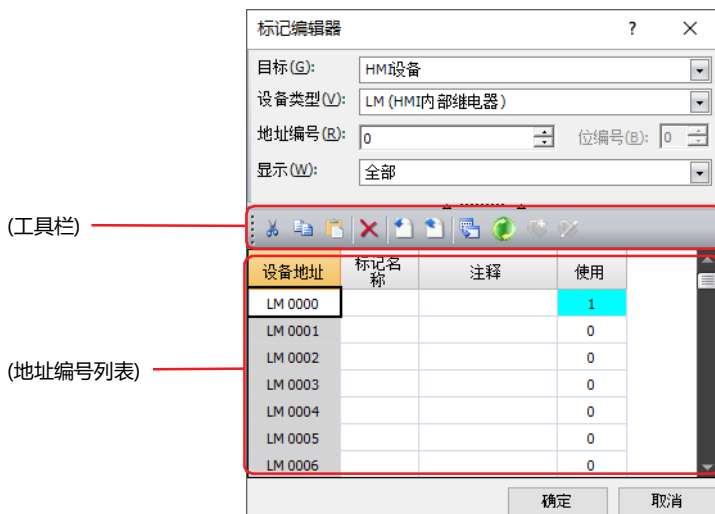 标记编辑器 ?
目标(G): HMI设备
设备类型(V): LM (HMI内部继电器)
地址编号(R): 0 位编号(B): 0
显示(W): 全部
(工具栏)
设备地址 标记名称 注释 使用
LM 0000 1
LM 0001 0
LM 0002 0
(地址编号列表)
LM 0003 0
LM 0004 0
LM 0005 0
LM 0006 0
确定 取消